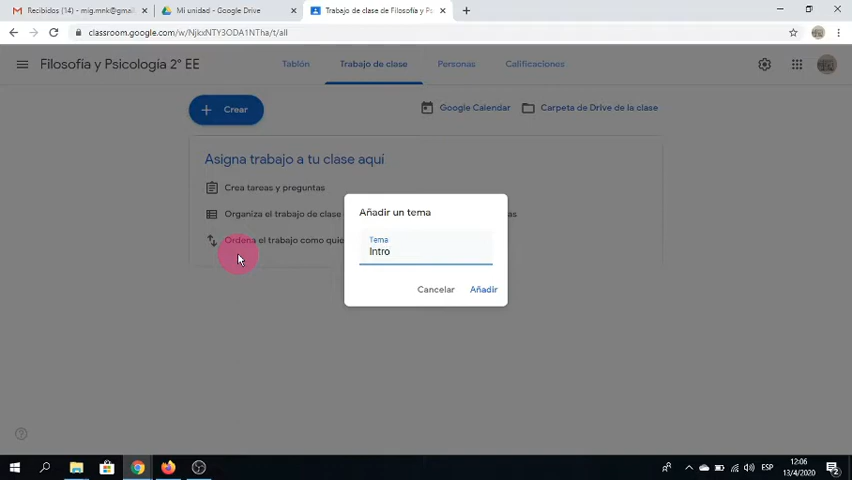 Recibidos (14) - mig.mnk@gmai
Mi unidad - Google Drive
Trabajo de clase de Filosofía y Ps
classroom.google.com/w/NjkxNTY3ODA1NTha/t/all
Filosofía y Psicología 2° EE
Tablón
Trabajo de clase
Personas
Calificaciones
Crear
Google Calendar
Carpeta de Drive de la clase
Asigna trabajo a tu clase aquí
Crea tareas y preguntas
Organiza el trabajo de clase
Ordena el trabajo como quie
Añadir un tema
Tema
Intro
Cancelar
Añadir
ESP
12:06
13/4/2020
2